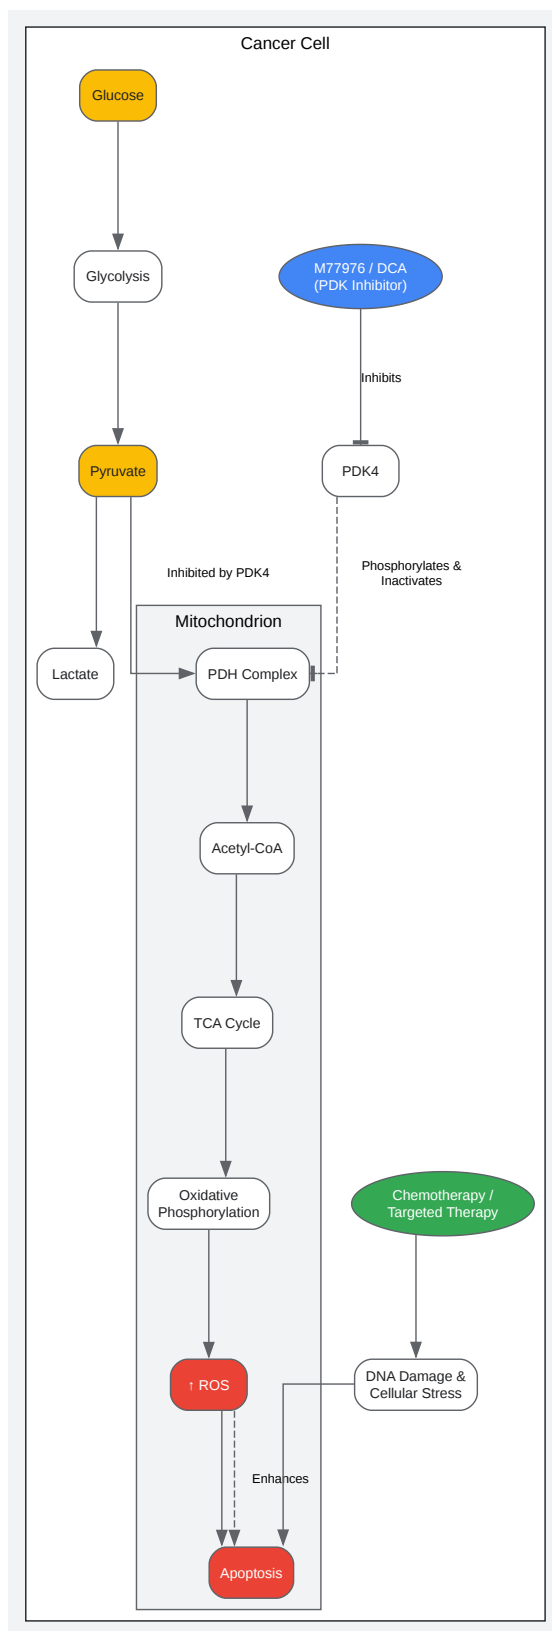 Cancer Cell
Glucose
Glycolysis
M77976 / DCA
(PDK Inhibitor)
Inhibits
Pyruvate
PDK4
Inhibited by PDK4
Phosphorylates &
Inactivates
Mitochondrion
Lactate
PDH Complex
Acetyl-CoA
TCA Cycle
Oxidative
Phosphorylation
Chemotherapy /
Targeted Therapy
↑ ROS
DNA Damage &
Cellular Stress
Enhances
Apoptosis